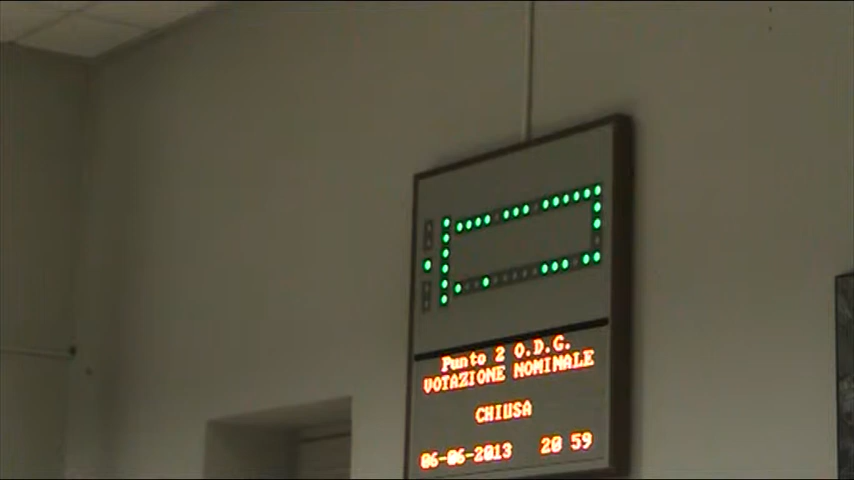 Punto 2 O.D.G.
VOTAZIONE NOMINALE
CHIUSA
06-06-2013 20 59